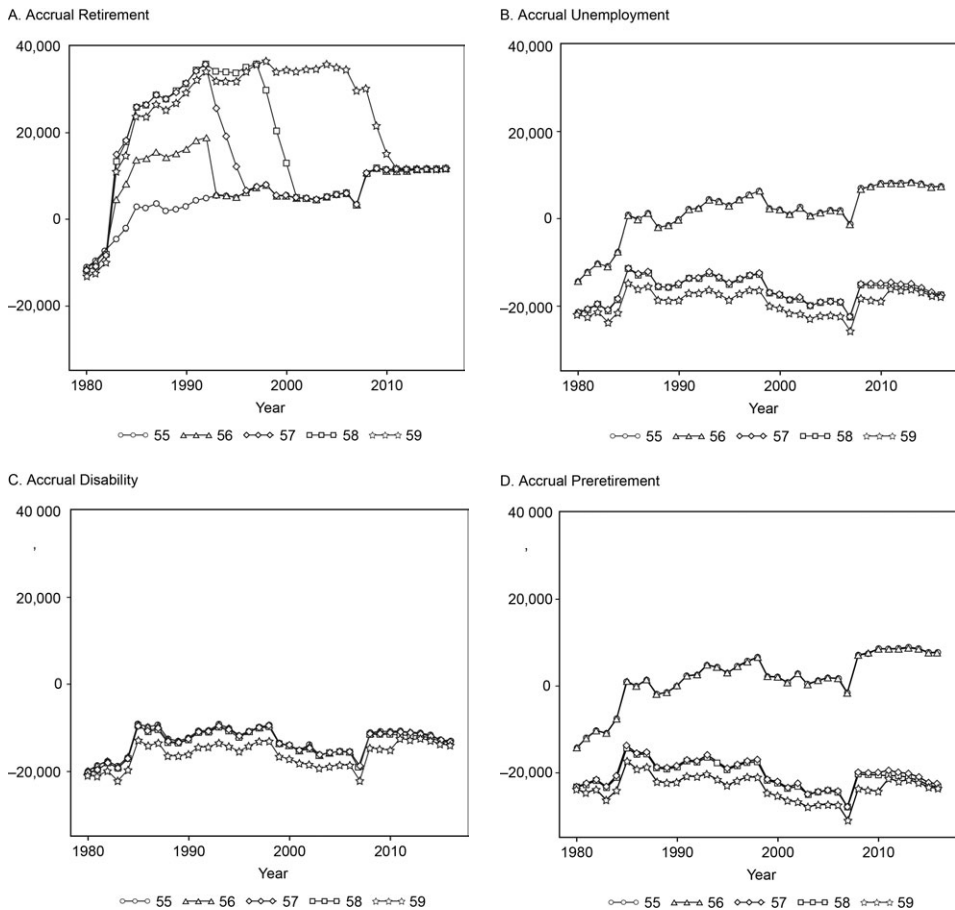 A. Accrual Retirement
40,000
20,000
0
–20,000
1980 1990 2000 2010
Year
55 56 57 58 59
B. Accrual Unemployment
40,000
20,000
0
–20,000
1980 1990 2000 2010
Year
55 56 57 58 59
C. Accrual Disability
40 000
,
20,000
0
–20,000
1980 1990 2000 2010
Year
55 56 57 58 59
D. Accrual Preretirement
40 000
,
20,000
0
–20,000
1980 1990 2000 2010
Year
55 56 57 58 59